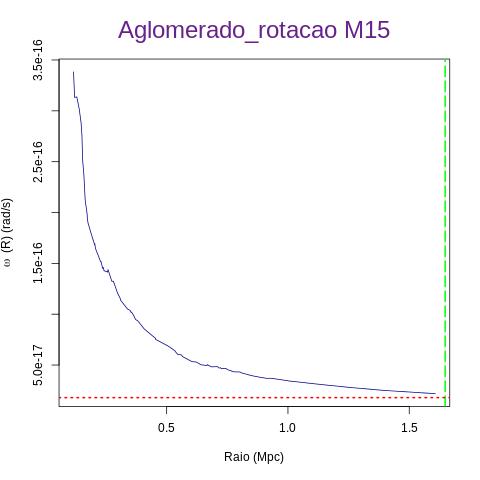 Aglomerado_rotacao M15
3.5e-16
2.5e-16
1.5e-16
5.0e-17
ω (R) (rad/s)
0.5 1.0 1.5
Raio (Mpc)